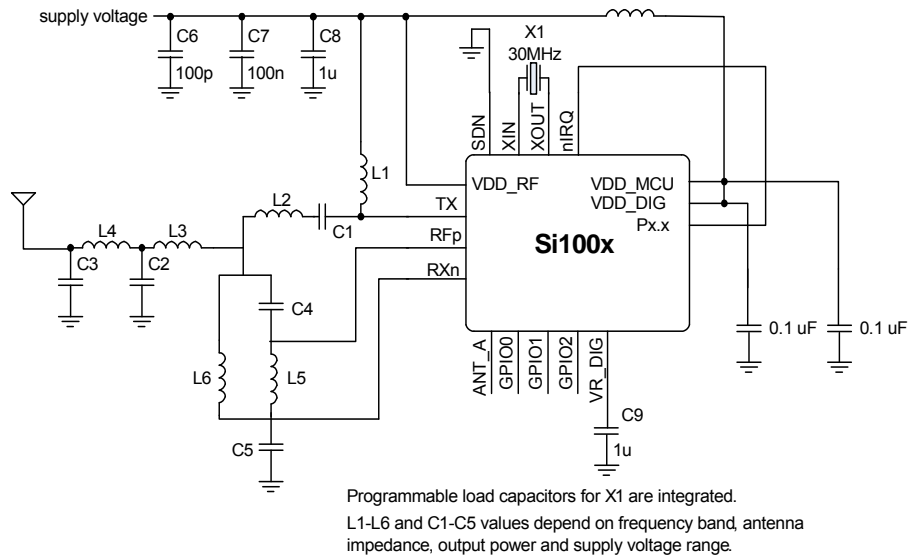 supply voltage
C6
100p
C7
100n
C8
1u
X1
30MHz
SDN
XIN
XOUT
nIRQ
L1
VDD_RF
VDD_MCU
VDD_DIG
Px.x
TX
RFp
RXn
Si100x
L2
C1
L4
L3
C3
C2
C4
L6
L5
C5
0.1 uF
0.1 uF
ANT_A
GPIO0
GPIO1
GPIO2
VR_DIG
C9
1u
Programmable load capacitors for X1 are integrated.
L1-L6 and C1-C5 values depend on frequency band, antenna
impedance, output power and supply voltage range.